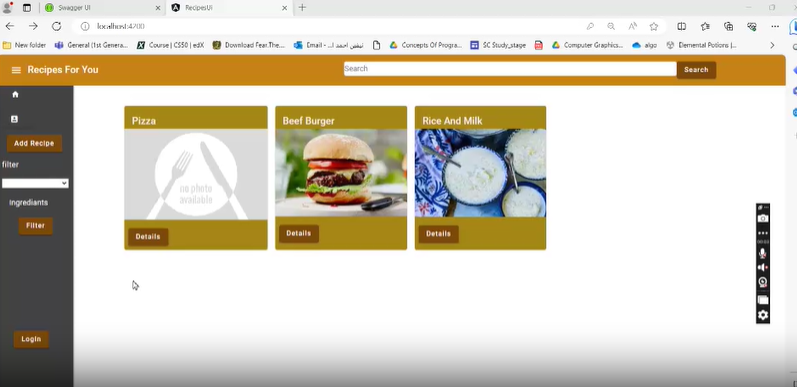 Swagger UI
RecipesUi
localhost:4200
New folder
General (1st Genera...
Course | CS50 | edX
Download Fear.The...
Email -
Concepts Of Progra...
SC Study_stage
Computer Graphics...
algo
Elemental Potions |...
Recipes For You
Search
Search
Add Recipe
filter
ingrediants
Filter
Login
Pizza
no photo
available
Details
Beef Burger
Details
Rice And Milk
Details